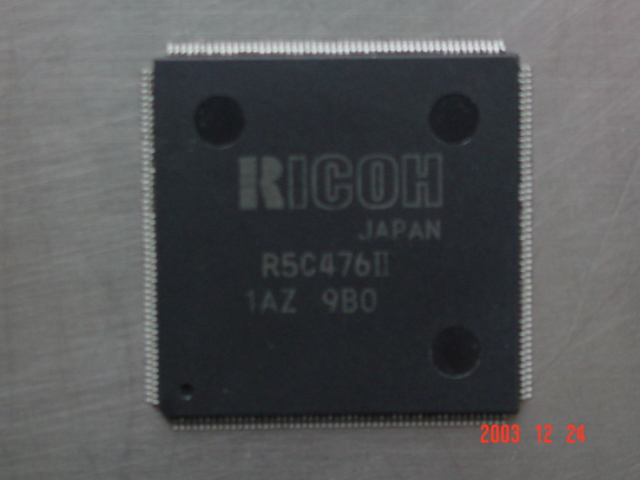 RICOH
JAPAN
R5C476II
1AZ 9B0
2003 12 24